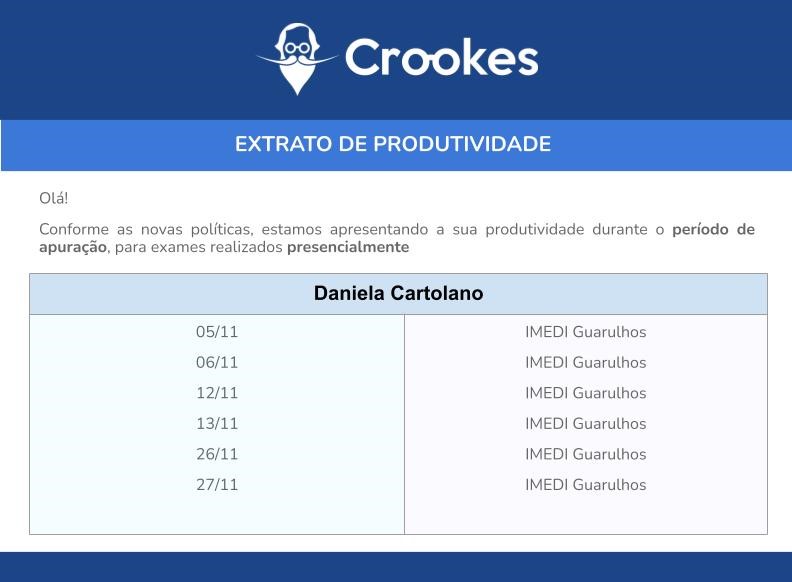 Crookes
EXTRATO DE PRODUTIVIDADE
Olá!
Conforme as novas políticas, estamos apresentando a sua produtividade durante o período de
apuração, para exames realizados presencialmente
Daniela Cartolano
05/11 IMEDI Guarulhos
06/11 IMEDI Guarulhos
12/11 IMEDI Guarulhos
13/11 IMEDI Guarulhos
26/11 IMEDI Guarulhos
27/11 IMEDI Guarulhos